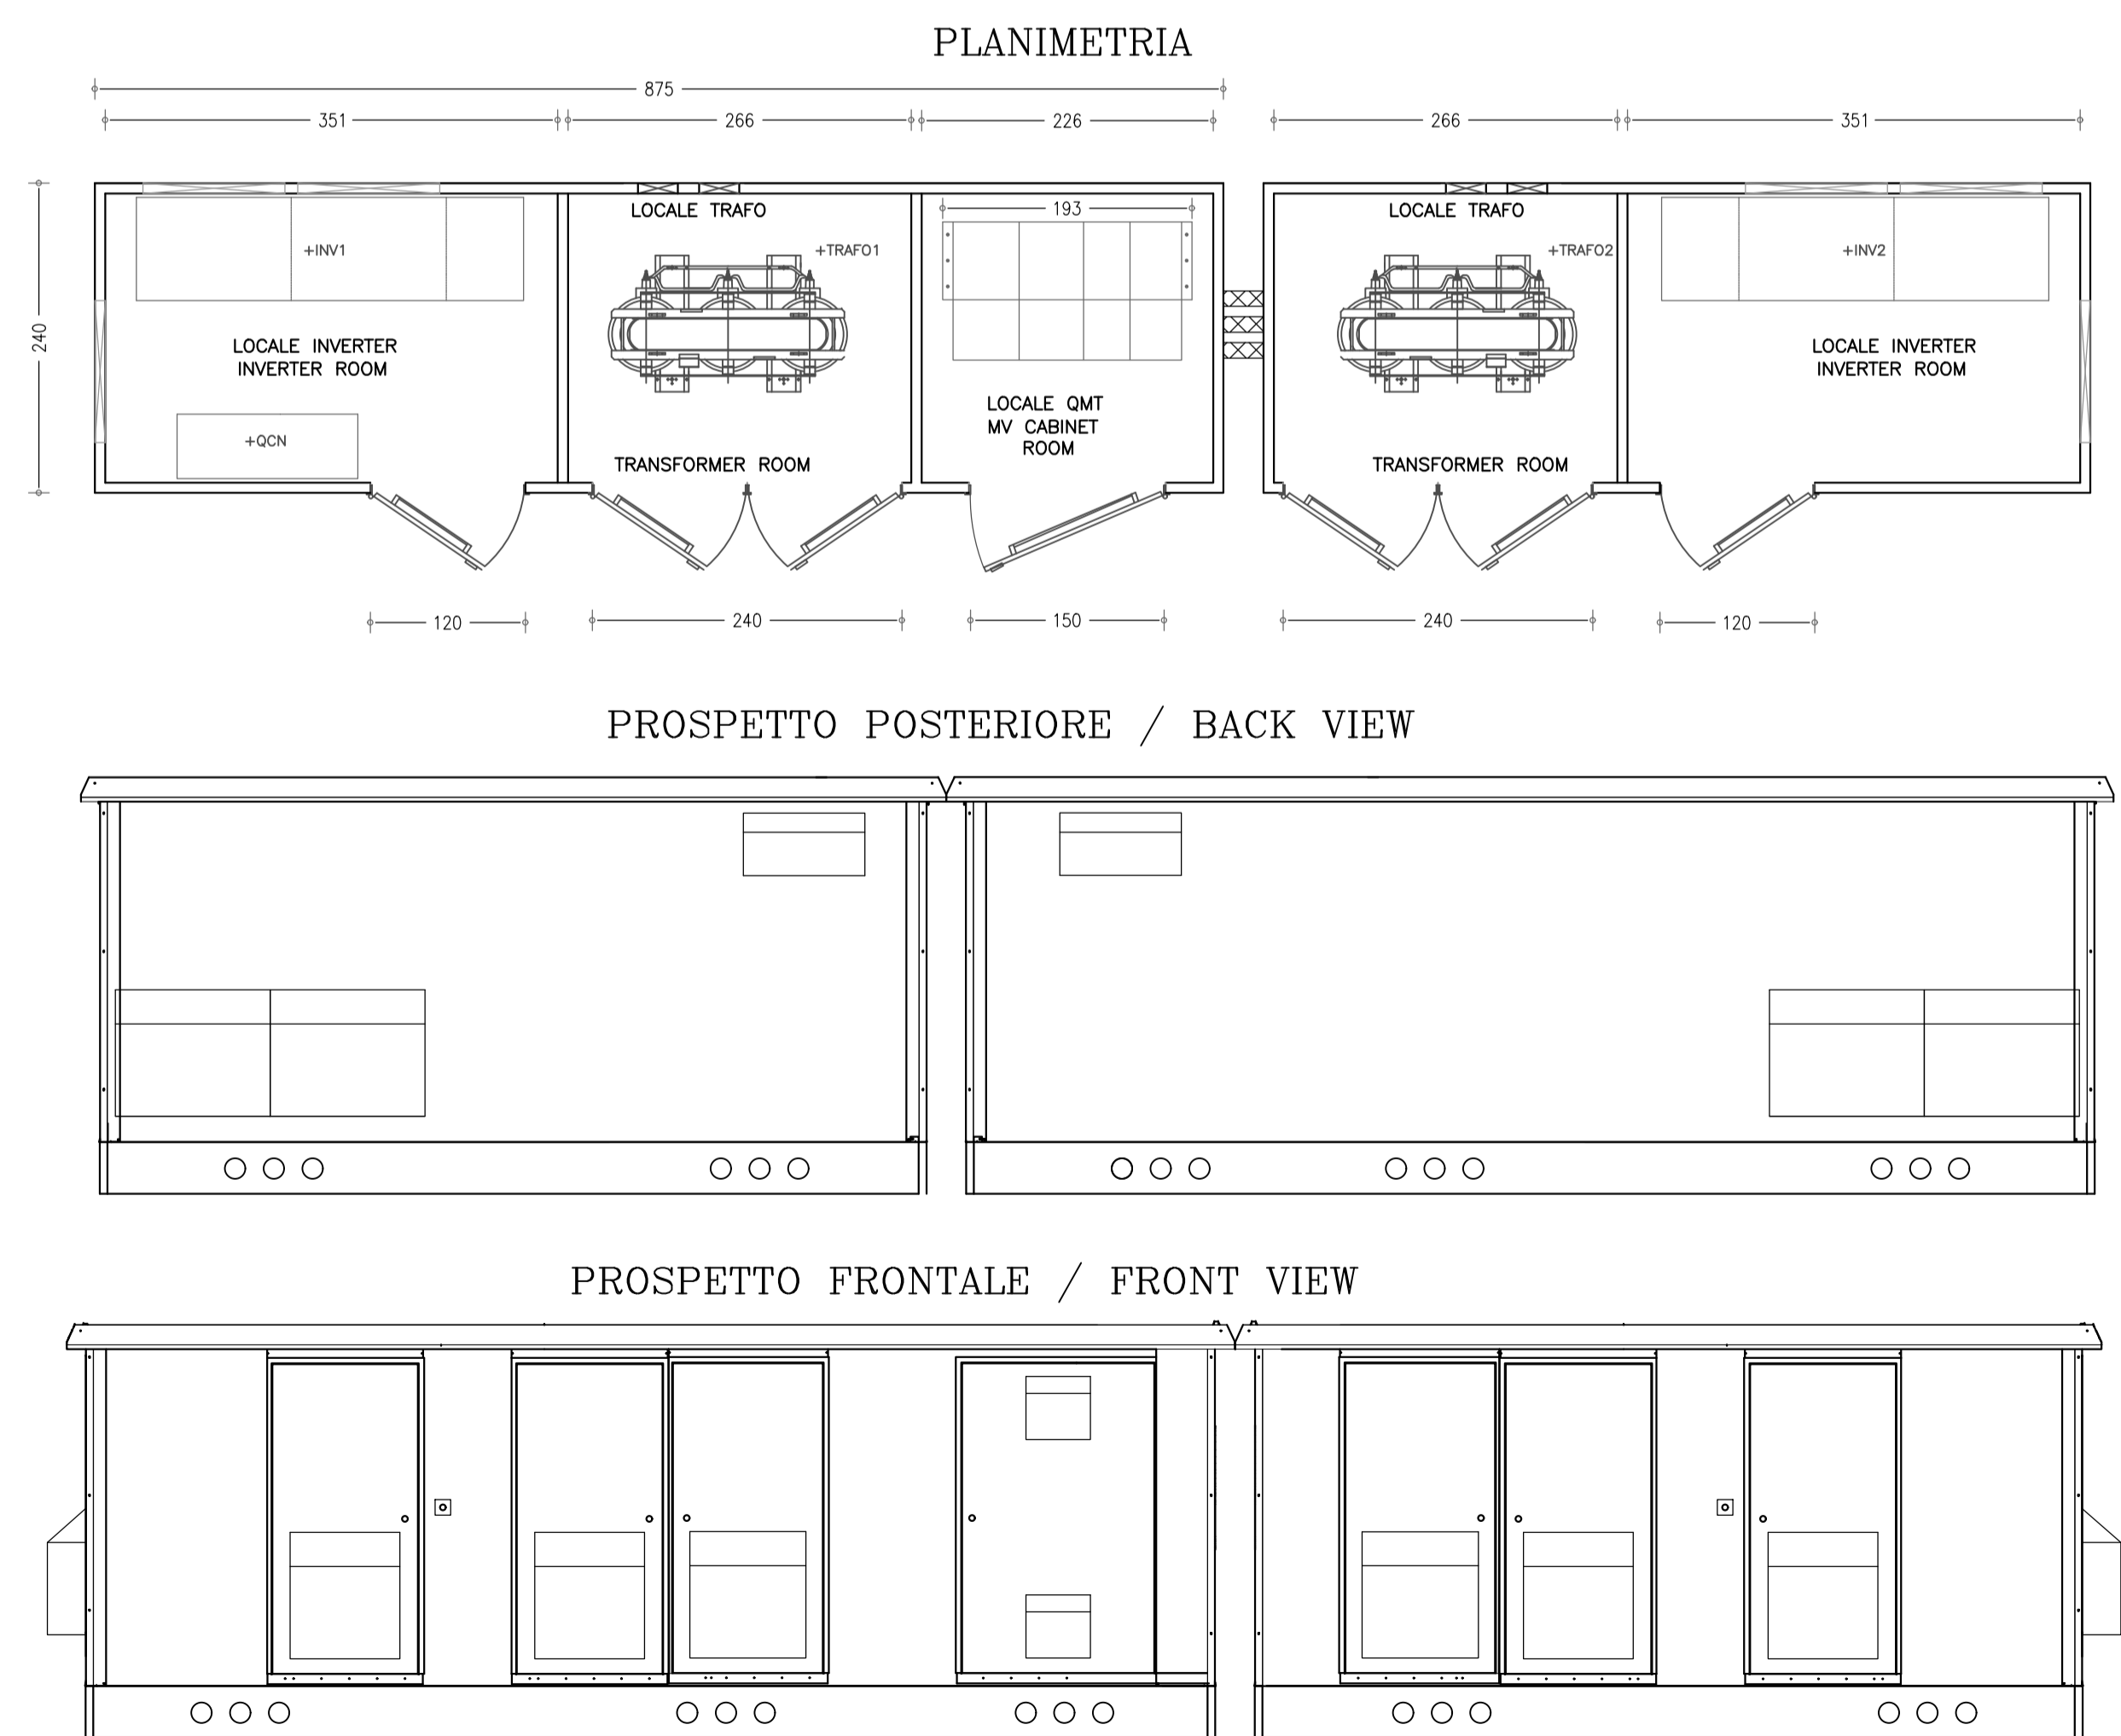 PLANIMETRIA
875
351
266
226
266
351
240
LOCALE TRAFO
193
LOCALE TRAFO
+INV1
+TRAFO1
+TRAFO2
+INV2
LOCALE INVERTER
INVERTER ROOM
LOCALE INVERTER
INVERTER ROOM
LOCALE QMT
MV CABINET
ROOM
+QCN
TRANSFORMER ROOM
TRANSFORMER ROOM
120
240
150
240
120
PROSPETTO POSTERIORE / BACK VIEW
PROSPETTO FRONTALE / FRONT VIEW